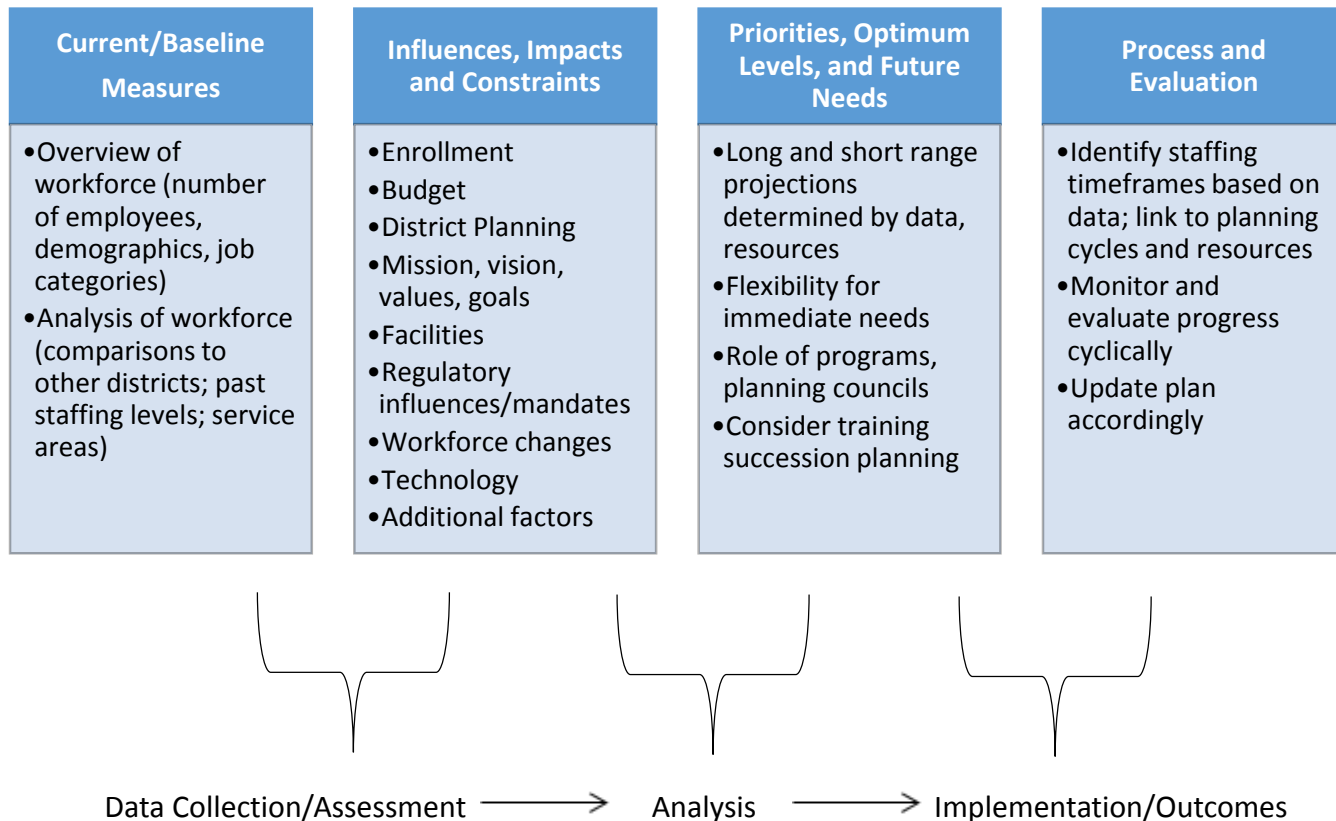 Current/Baseline
Measures
•Overview of
workforce (number
of employees,
demographics, job
categories)
•Analysis of workforce
(comparisons to
other districts; past
staffing levels; service
areas)
Influences, Impacts
and Constraints
•Enrollment
•Budget
•District Planning
•Mission, vision,
values, goals
•Facilities
•Regulatory
influences/mandates
•Workforce changes
•Technology
•Additional factors
Priorities, Optimum
Levels, and Future
Needs
•Long and short range
projections
determined by data,
resources
•Flexibility for
immediate needs
•Role of programs,
planning councils
•Consider training
succession planning
Process and
Evaluation
•Identify staffing
timeframes based on
data; link to planning
cycles and resources
•Monitor and
evaluate progress
cyclically
•Update plan
accordingly
Data Collection/Assessment
Analysis
Implementation/Outcomes